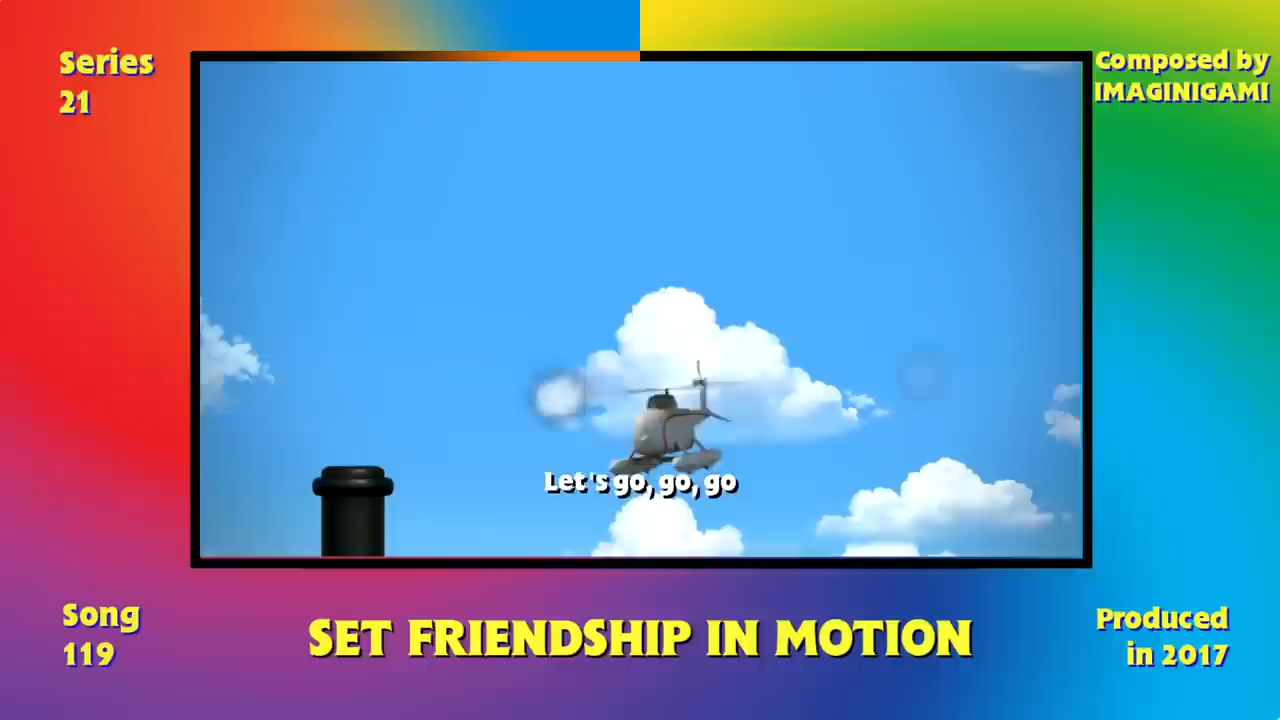 Series
21
Composed by
IMAGINIGAMI
Let's go, go, go
Song
119
SET FRIENDSHIP IN MOTION
Produced
in 2017